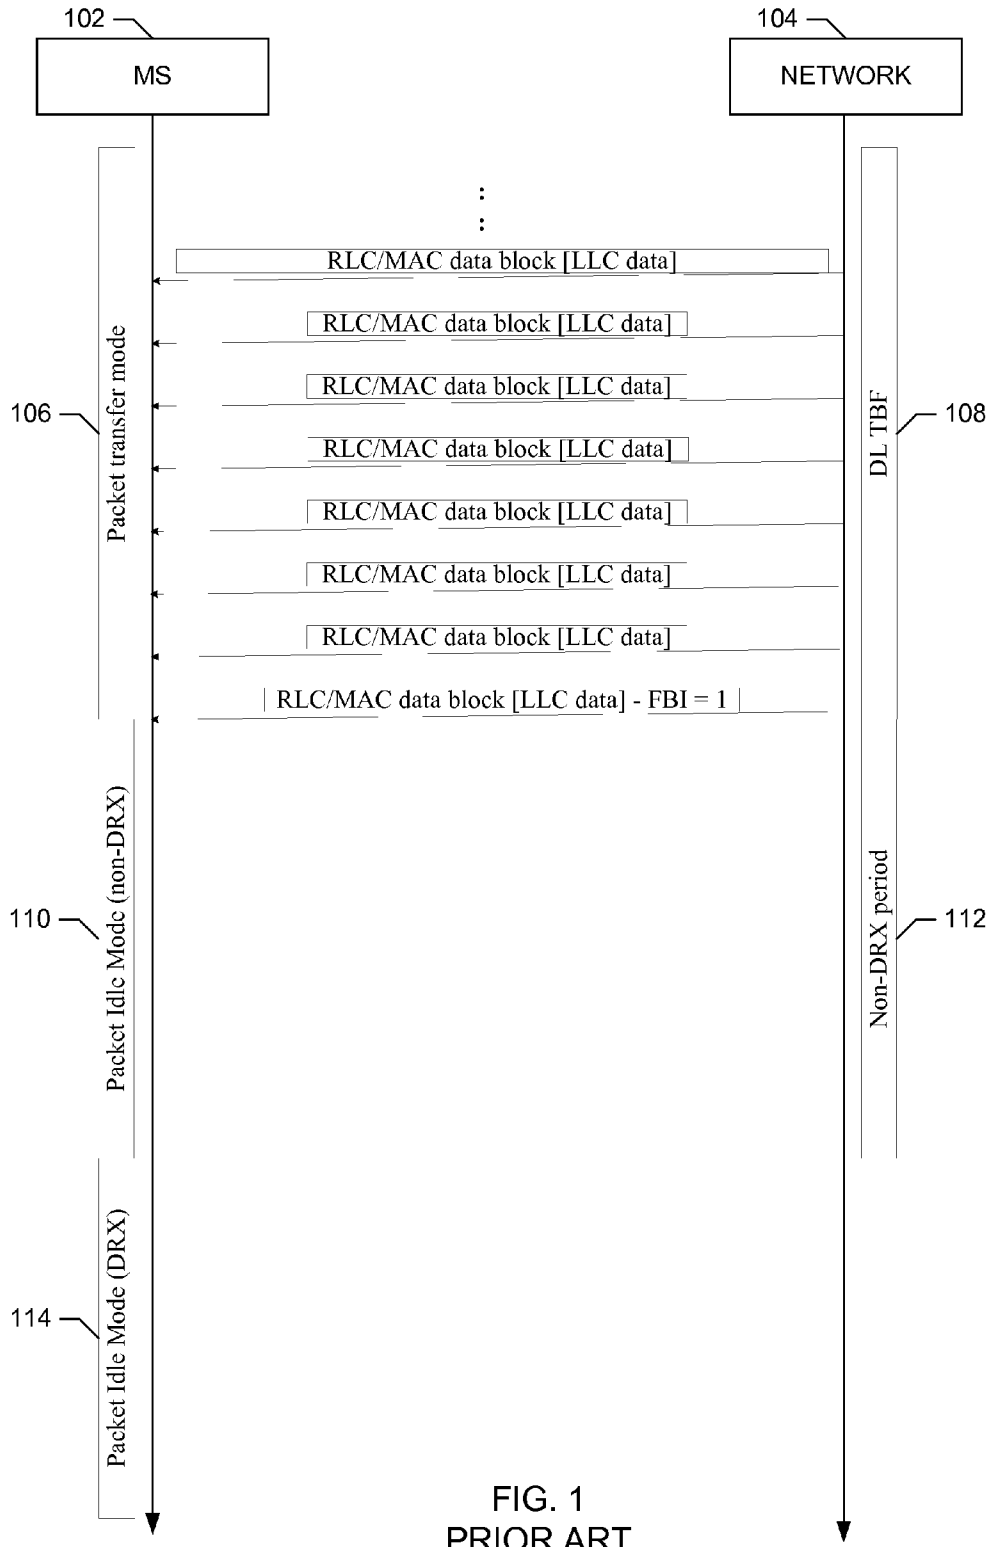 102
104
MS
NETWORK
:
RLC/MAC data block [LLC data]
RLC/MAC data block [LLC data]
RLC/MAC data block [LLC data]
106
Packet transfer mode
DL TBF
108
RLC/MAC data block [LLC data]
RLC/MAC data block [LLC data]
RLC/MAC data block [LLC data]
RLC/MAC data block [LLC data]
RLC/MAC data block [LLC data] - FBI = 1
110
Packet Idle Mode (non-DRX)
Non-DRX period
112
114
Packet Idle Mode (DRX)
FIG. 1
PRIOR ART